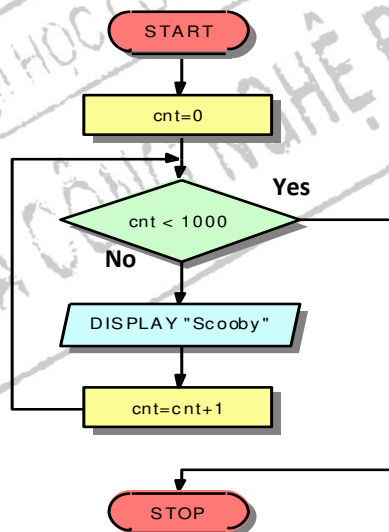 START
cnt=0
cnt < 1000
Yes
No
DISPLAY "Scooby"
cnt=cnt+1
STOP